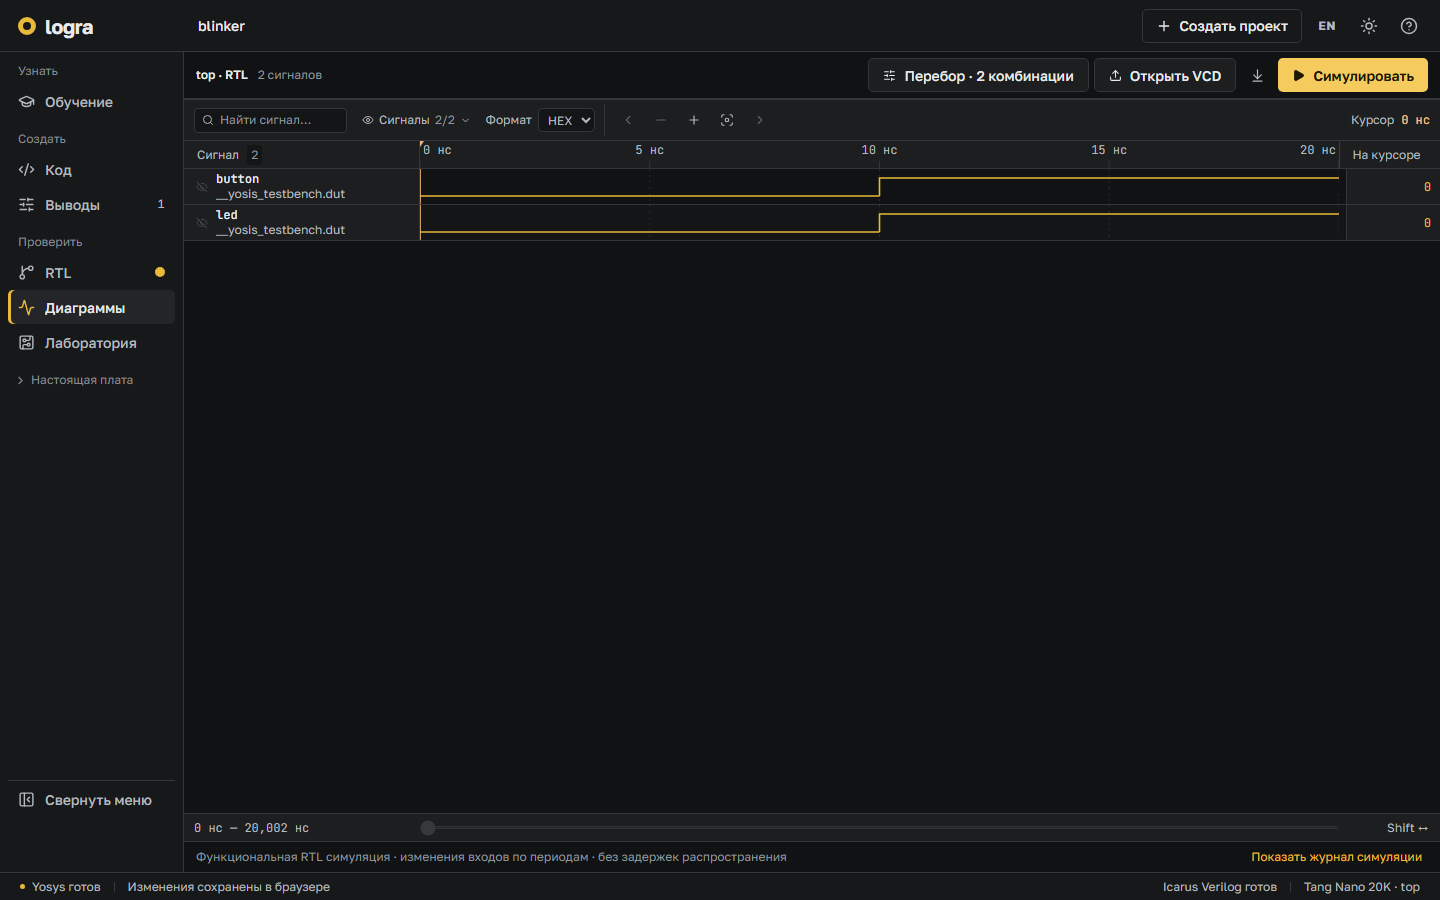 logra
blinker
Создать проект
EN
Узнать
Обучение
Создать
Код
Выводы 1
Проверить
RTL
Диаграммы
Лаборатория
Настоящая плата
Свернуть меню
top · RTL 2 сигналов
Перебор · 2 комбинации
Открыть VCD
Симулировать
Найти сигнал...
Сигналы 2/2
Формат HEX
Курсор 0 нс
Сигнал 2
0 нс 5 нс 10 нс 15 нс 20 нс
На курсоре
button
__yosis_testbench.dut
0
led
__yosis_testbench.dut
0
0 нс — 20,002 нс
Shift ↔
Функциональная RTL симуляция · изменения входов по периодам · без задержек распространения
Показать журнал симуляции
Yosys готов
Изменения сохранены в браузере
Icarus Verilog готов
Tang Nano 20K · top